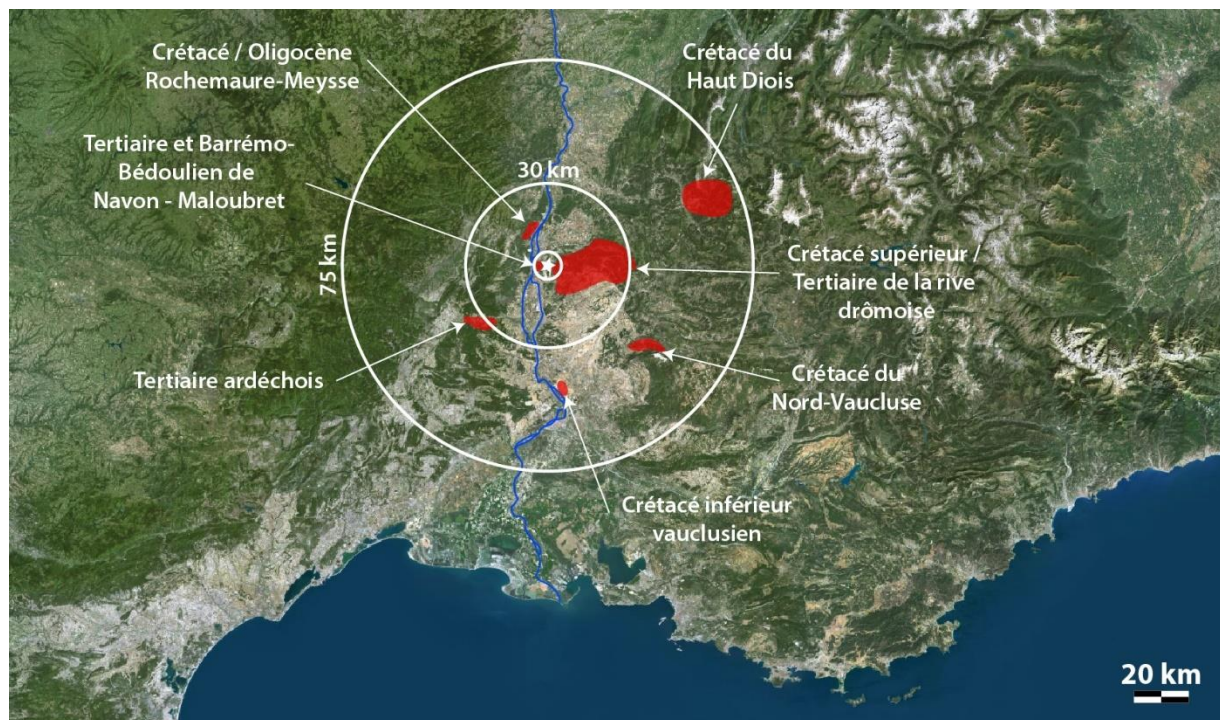 Crétacé / Oligocène
Rochemaure-Meysse
Crétacé du
Haut Diois
Tertiaire et Barrémo-
Bédoulien de
Navon - Maloubret
30 km
75 km
Crétacé supérieur /
Tertiaire de la rive
drômoise
Tertiaire ardéchois
Crétacé du
Nord-Vaucluse
Crétacé inférieur
vauclusien
20 km